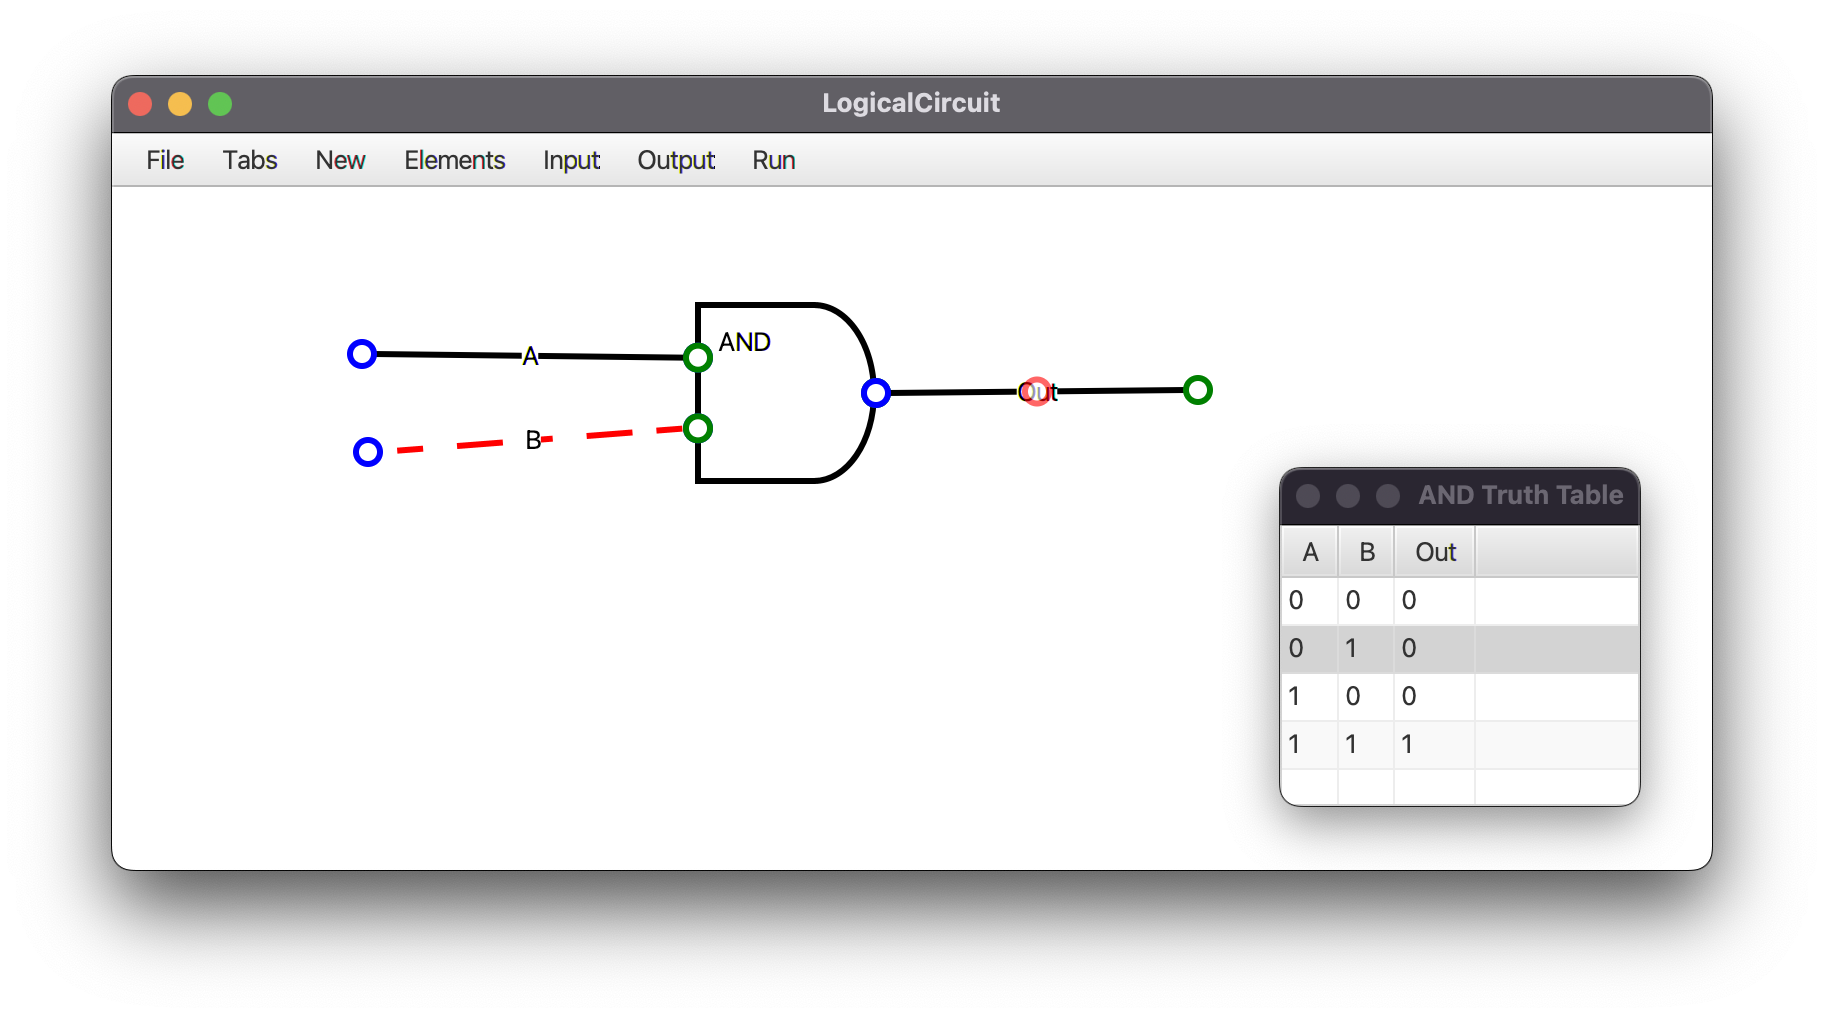 LogicalCircuit
File Tabs New Elements Input Output Run
AND
A
Out
B
AND Truth Table
A B Out
0 0 0
0 1 0
1 0 0
1 1 1